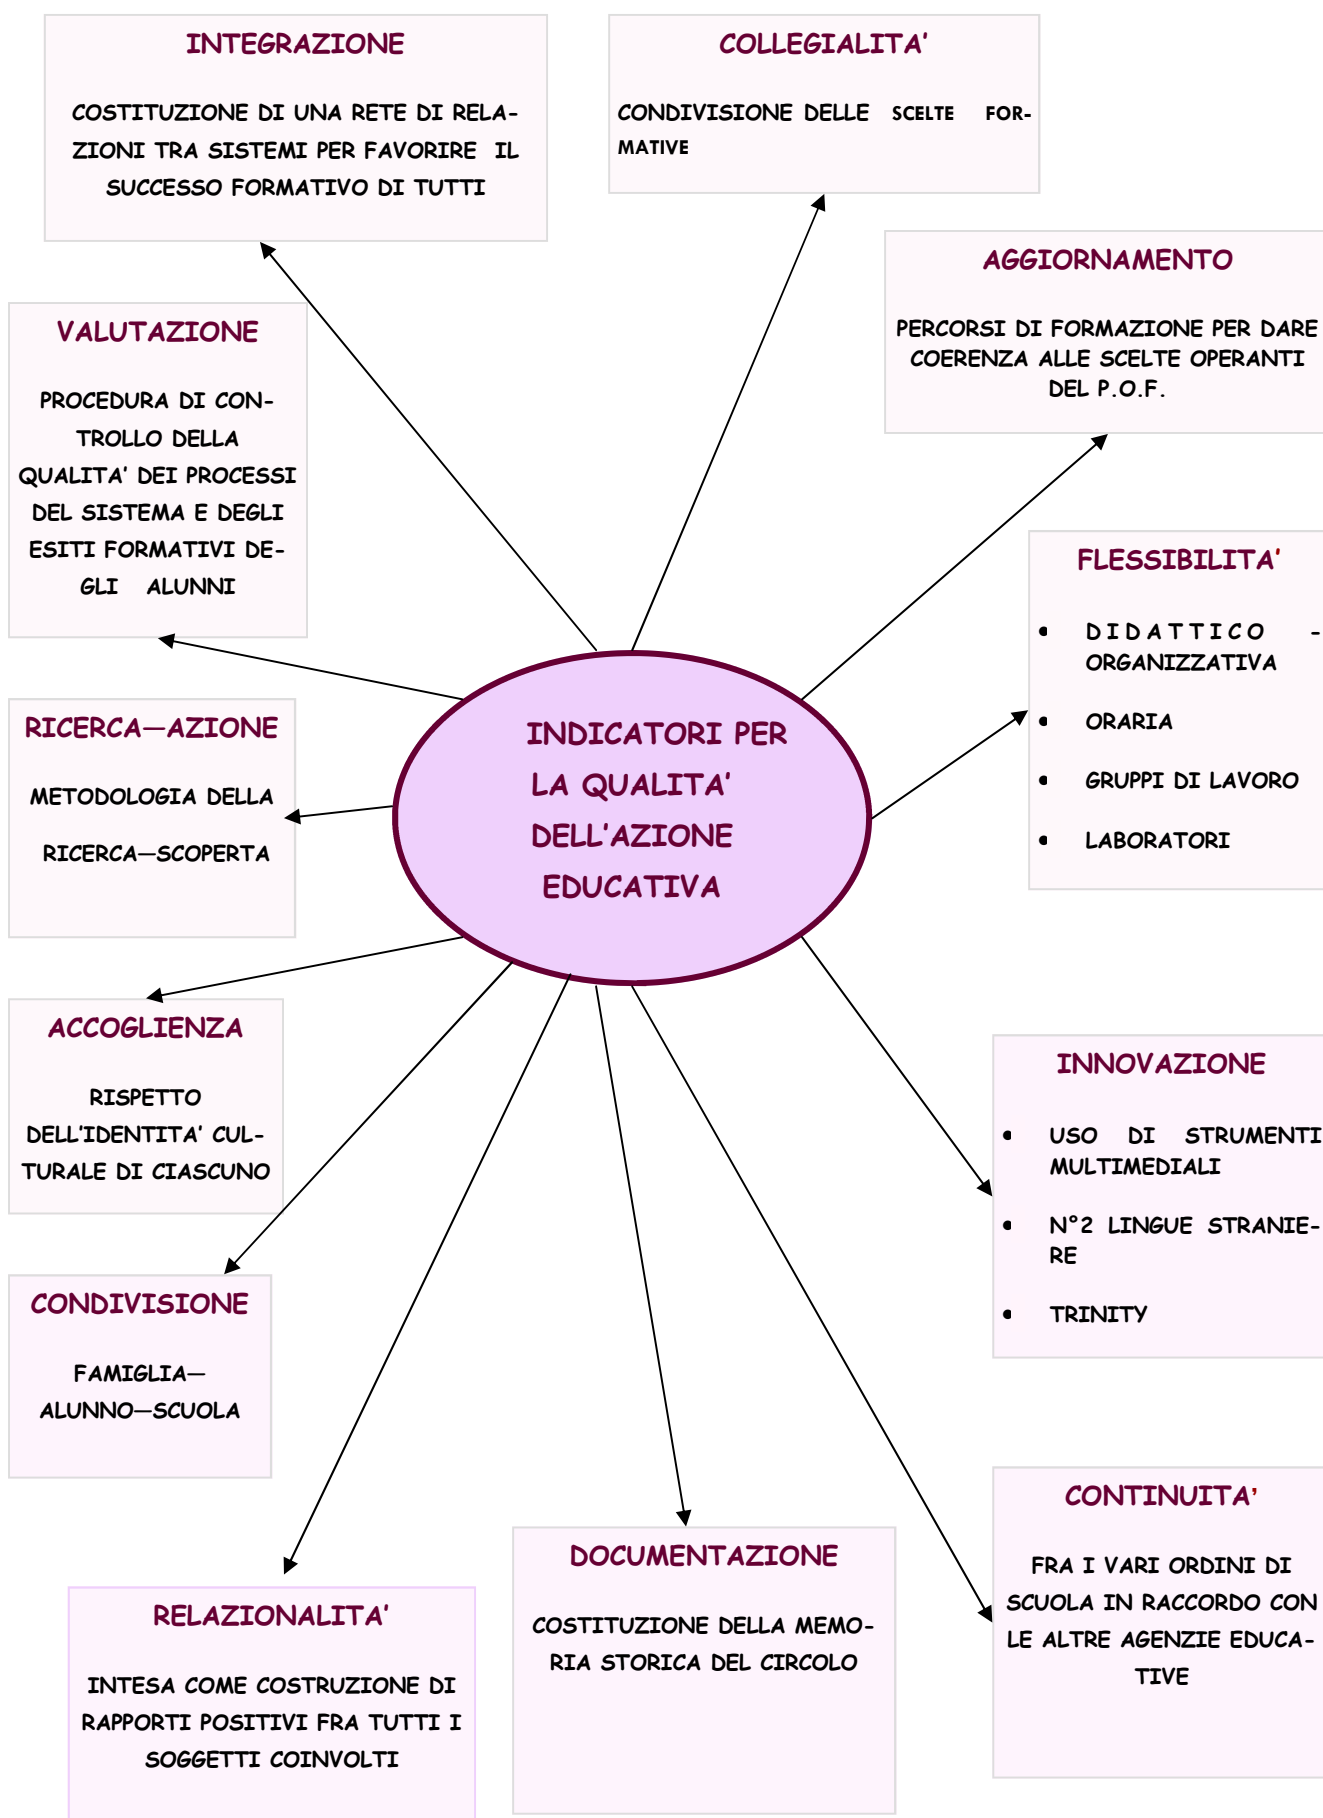 INTEGRAZIONE
COSTITUZIONE DI UNA RETE DI RELA-
ZIONI TRA SISTEMI PER FAVORIRE IL
SUCCESSO FORMATIVO DI TUTTI
COLLEGIALITA'
CONDIVISIONE DELLE SCELTE FOR-
MATIVE
AGGIORNAMENTO
PERCORSI DI FORMAZIONE PER DARE
COERENZA ALLE SCELTE OPERANTI
DEL P.O.F.
VALUTAZIONE
PROCEDURA DI CON-
TROLLO DELLA
QUALITA' DEI PROCESSI
DEL SISTEMA E DEGLI
ESITI FORMATIVI DE-
GLI ALUNNI
FLESSIBILITA'
• DIDATTICO -
ORGANIZZATIVA
• ORARIA
• GRUPPI DI LAVORO
• LABORATORI
RICERCA—AZIONE
METODOLOGIA DELLA
RICERCA—SCOPERTA
INDICATORI PER
LA QUALITA'
DELL'AZIONE
EDUCATIVA
ACCOGLIENZA
RISPETTO
DELL'IDENTITA' CUL-
TURALE DI CIASCUNO
INNOVAZIONE
• USO DI STRUMENTI
MULTIMEDIALI
• N°2 LINGUE STRANIE-
RE
• TRINITY
CONDIVISIONE
FAMIGLIA—
ALUNNO—SCUOLA
RELAZIONALITA'
INTESA COME COSTRUZIONE DI
RAPPORTI POSITIVI FRA TUTTI I
SOGGETTI COINVOLTI
DOCUMENTAZIONE
COSTITUZIONE DELLA MEMO-
RIA STORICA DEL CIRCOLO
CONTINUITA'
FRA I VARI ORDINI DI
SCUOLA IN RACCORDO CON
LE ALTRE AGENZIE EDUCA-
TIVE